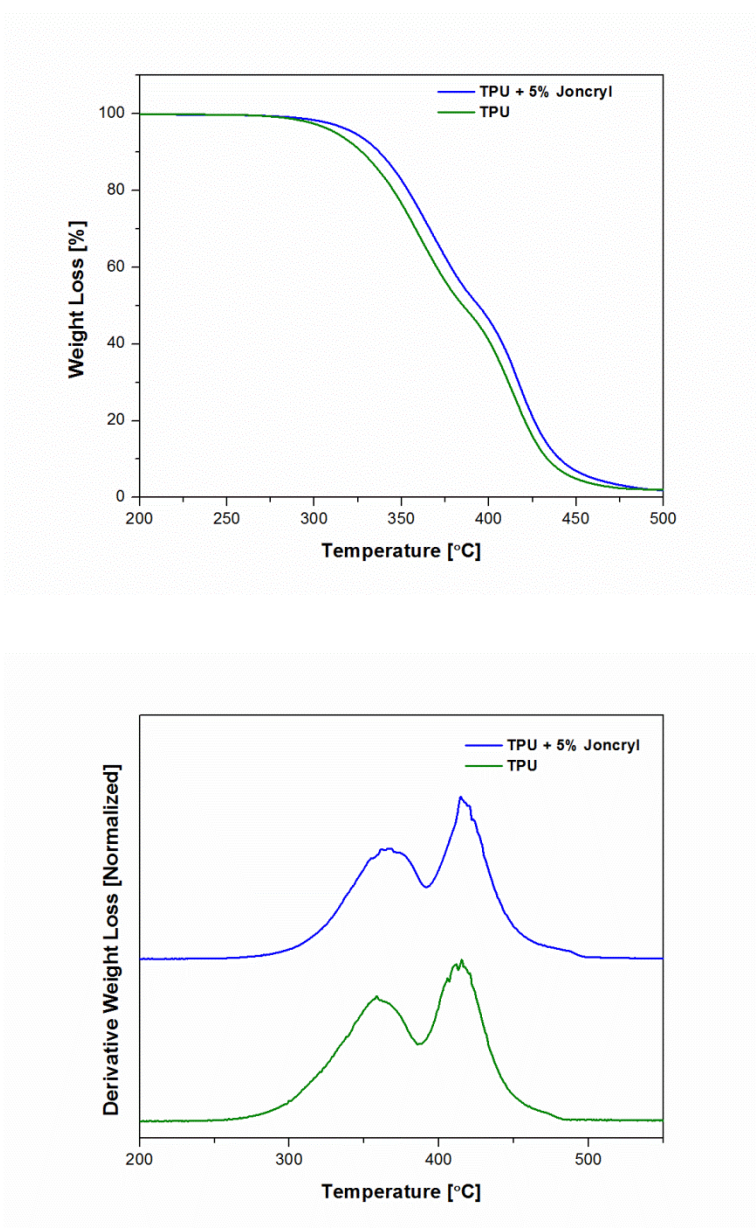 TPU + 5% Joncryl
TPU
100
80
60
40
20
0
Weight Loss [%]
200 250 300 350 400 450 500
Temperature [°C]
TPU + 5% Joncryl
TPU
Derivative Weight Loss [Normalized]
200 300 400 500
Temperature [°C]